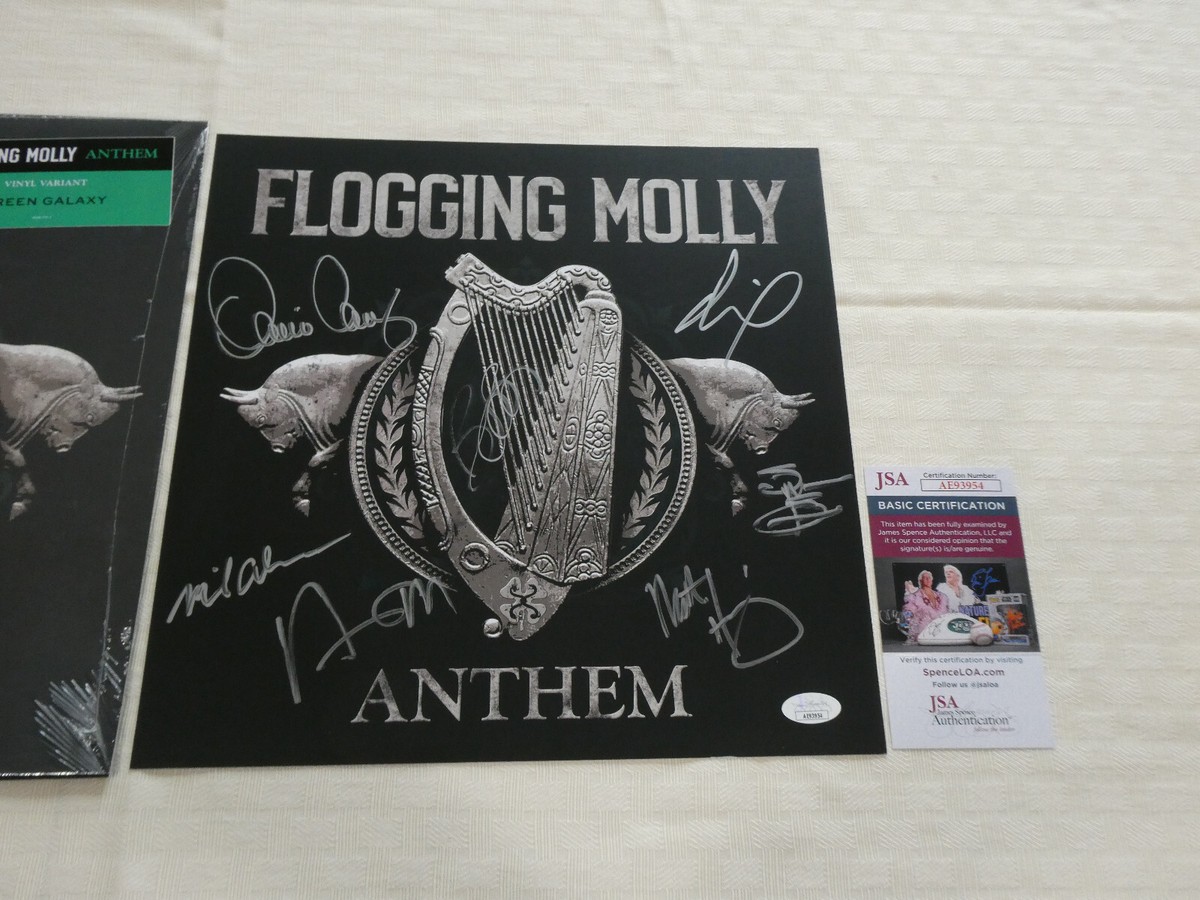 NG MOLLY ANTHEM
VINYL VARIANT
REEN GALAXY
FLOGGING MOLLY
ANTHEM
AE93954
JSA Certification Number:
AE93954
BASIC CERTIFICATION
This item has been fully examined by
James Spence Authentication, LLC and
it is our considered opinion that the
signature(s) is/are genuine.
Verify this certification by visiting
SpenceLOA.com
Follow us @jsaloa
JSA
James Spence
Authentication